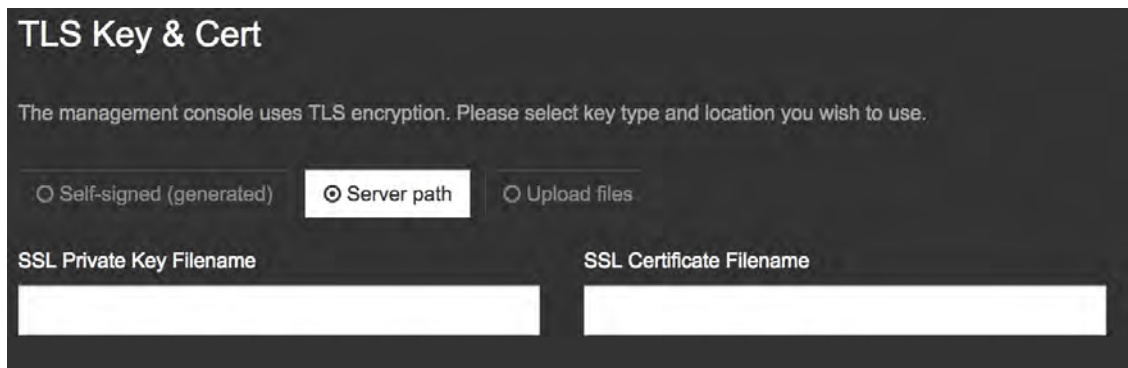 TLS Key & Cert
The management console uses TLS encryption. Please select key type and location you wish to use.
Self-signed (generated) Server path Upload files
SSL Private Key Filename SSL Certificate Filename